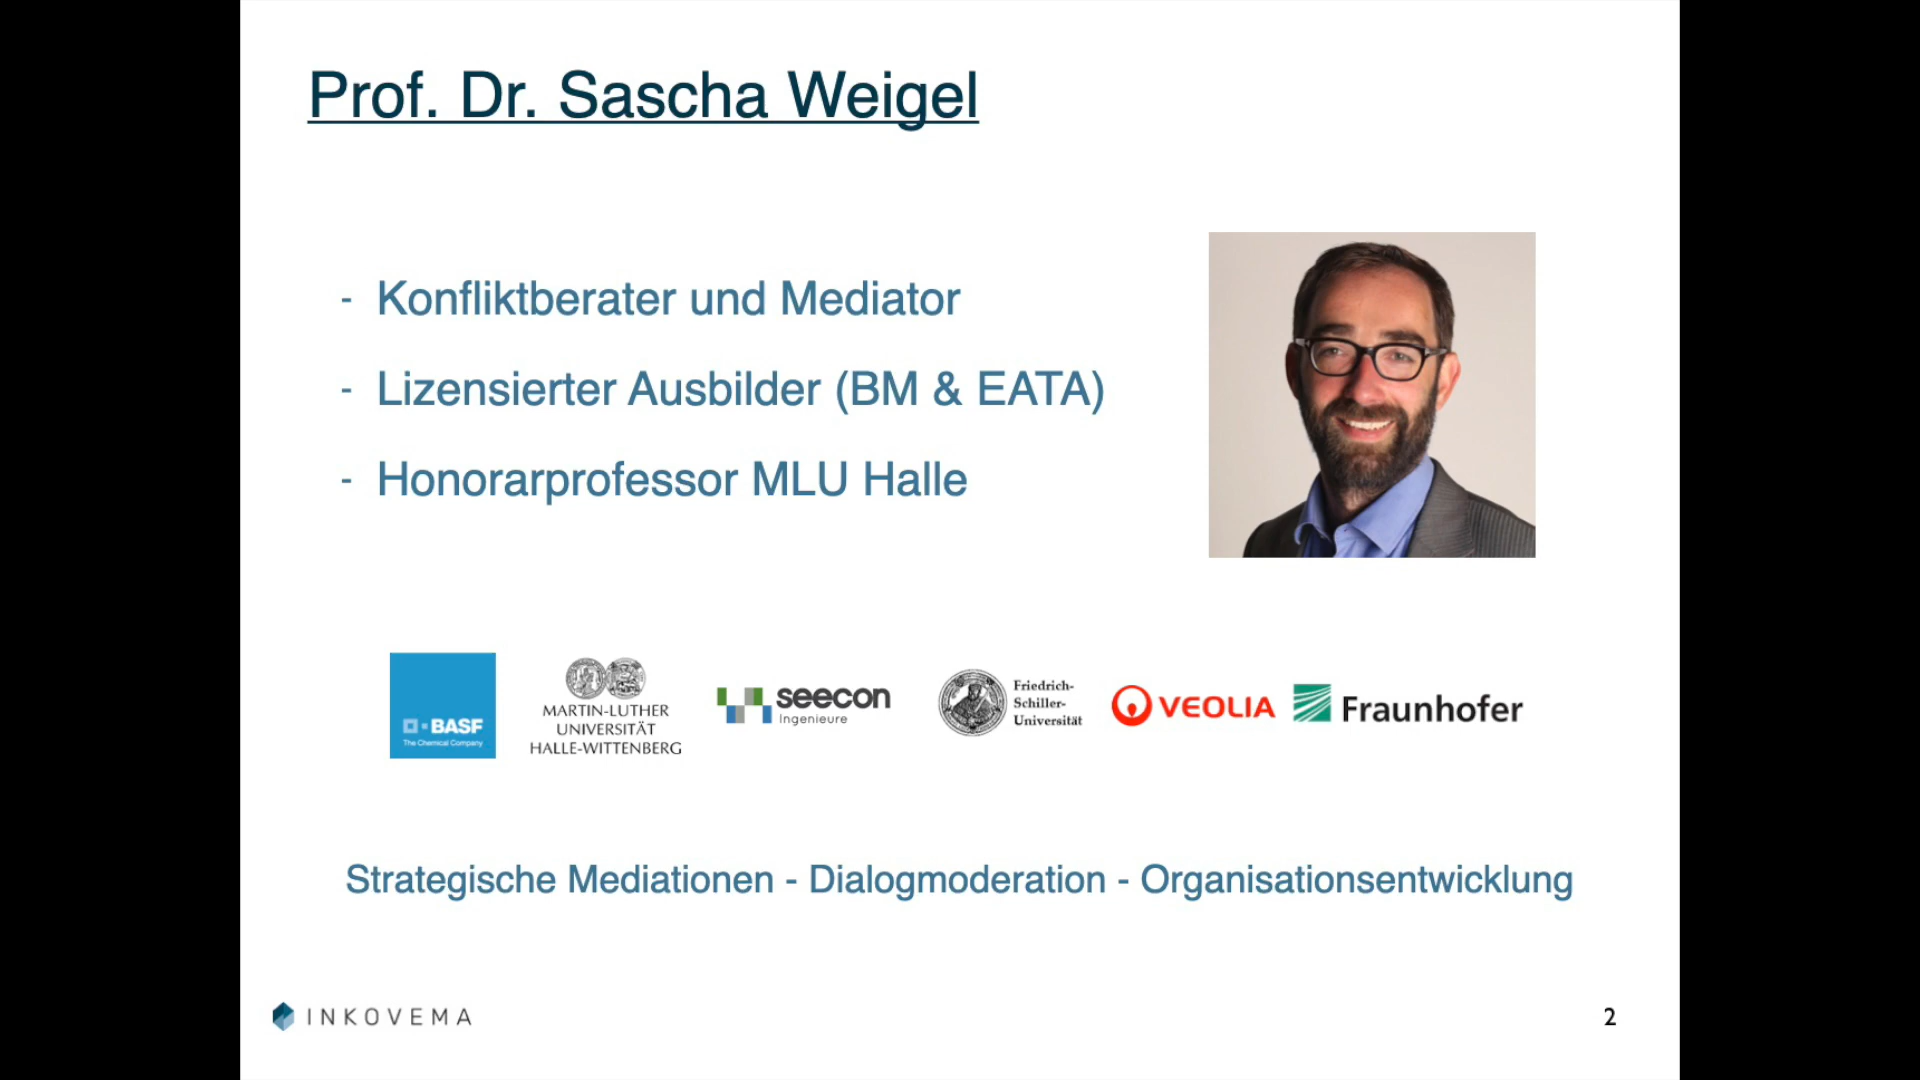 Prof. Dr. Sascha Weigel
- Konfliktberater und Mediator
- Lizensierter Ausbilder (BM & EATA)
- Honorarprofessor MLU Halle
BASF
The Chemical Company
MARTIN-LUTHER
UNIVERSITÄT
HALLE-WITTENBERG
seecon
Ingenieure
Friedrich-
Schiller-
Universität
VEOLIA
Fraunhofer
Strategische Mediationen - Dialogmoderation - Organisationsentwicklung
INKOVEMA
2